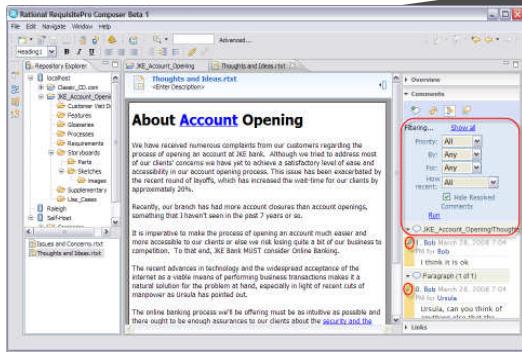 Rational RequisitePro Composer Beta 1
File Edit Navigate Window Help
Advanced...
Heading1
B I U
Repository Explorer
JKE_Account_Opening
Thoughts and Ideas.rtxt
localhost
Classic_CD.com
JKE_Account_Openin
Customer Visit D
Features
Glossaries
Processes
Requirements
Storyboards
Parts
Sketches
images
Supplementary
Use_Cases
Raleigh
Self-Host
Issues and Concerns.rtxt
Thoughts and Ideas.rtxt
Thoughts and Ideas.rtxt
<Enter Description>
About Account Opening
We have received numerous complaints from our customers regarding the
process of opening an account at JKE bank. Although we tried to address most
of our clients' concerns we have yet to achieve a satisfactory level of ease and
accessibility in our account opening process. This issue has been exacerbated by
the recent round of layoffs, which has increased the wait-time for our clients by
approximately 20%.
Recently, our branch has had more account closures than account openings,
something that I haven't seen in the past 7 years or so.
It is imperative to make the process of opening an account much easier and
more accessible to our clients or else we risk losing quite a bit of our business to
competition. To that end, JKE Bank MUST consider Online Banking.
The recent advances in technology and the widespread acceptance of the
internet as a viable means of performing business transactions makes it a
natural solution for the problem at hand, especially in light of recent cuts of
manpower as Ursula has pointed out.
The online banking process we'll be offering must be as intuitive as possible and
there ought to be enough assurances to our clients about the security and the
Overview
Comments
Filtering... Show all
Priority: All
By: Any
For: Any
How recent: All
Hide Resolved
Comments
Run
JKE_Account_Opening/Thought
1. Bob March 28, 2008 7:04
PM for Bob
I think it is ok
Paragraph (1 of 1)
0. Bob March 28, 2008 7:04
PM for Ursula
Ursula, can you think of
anything else that the
Links